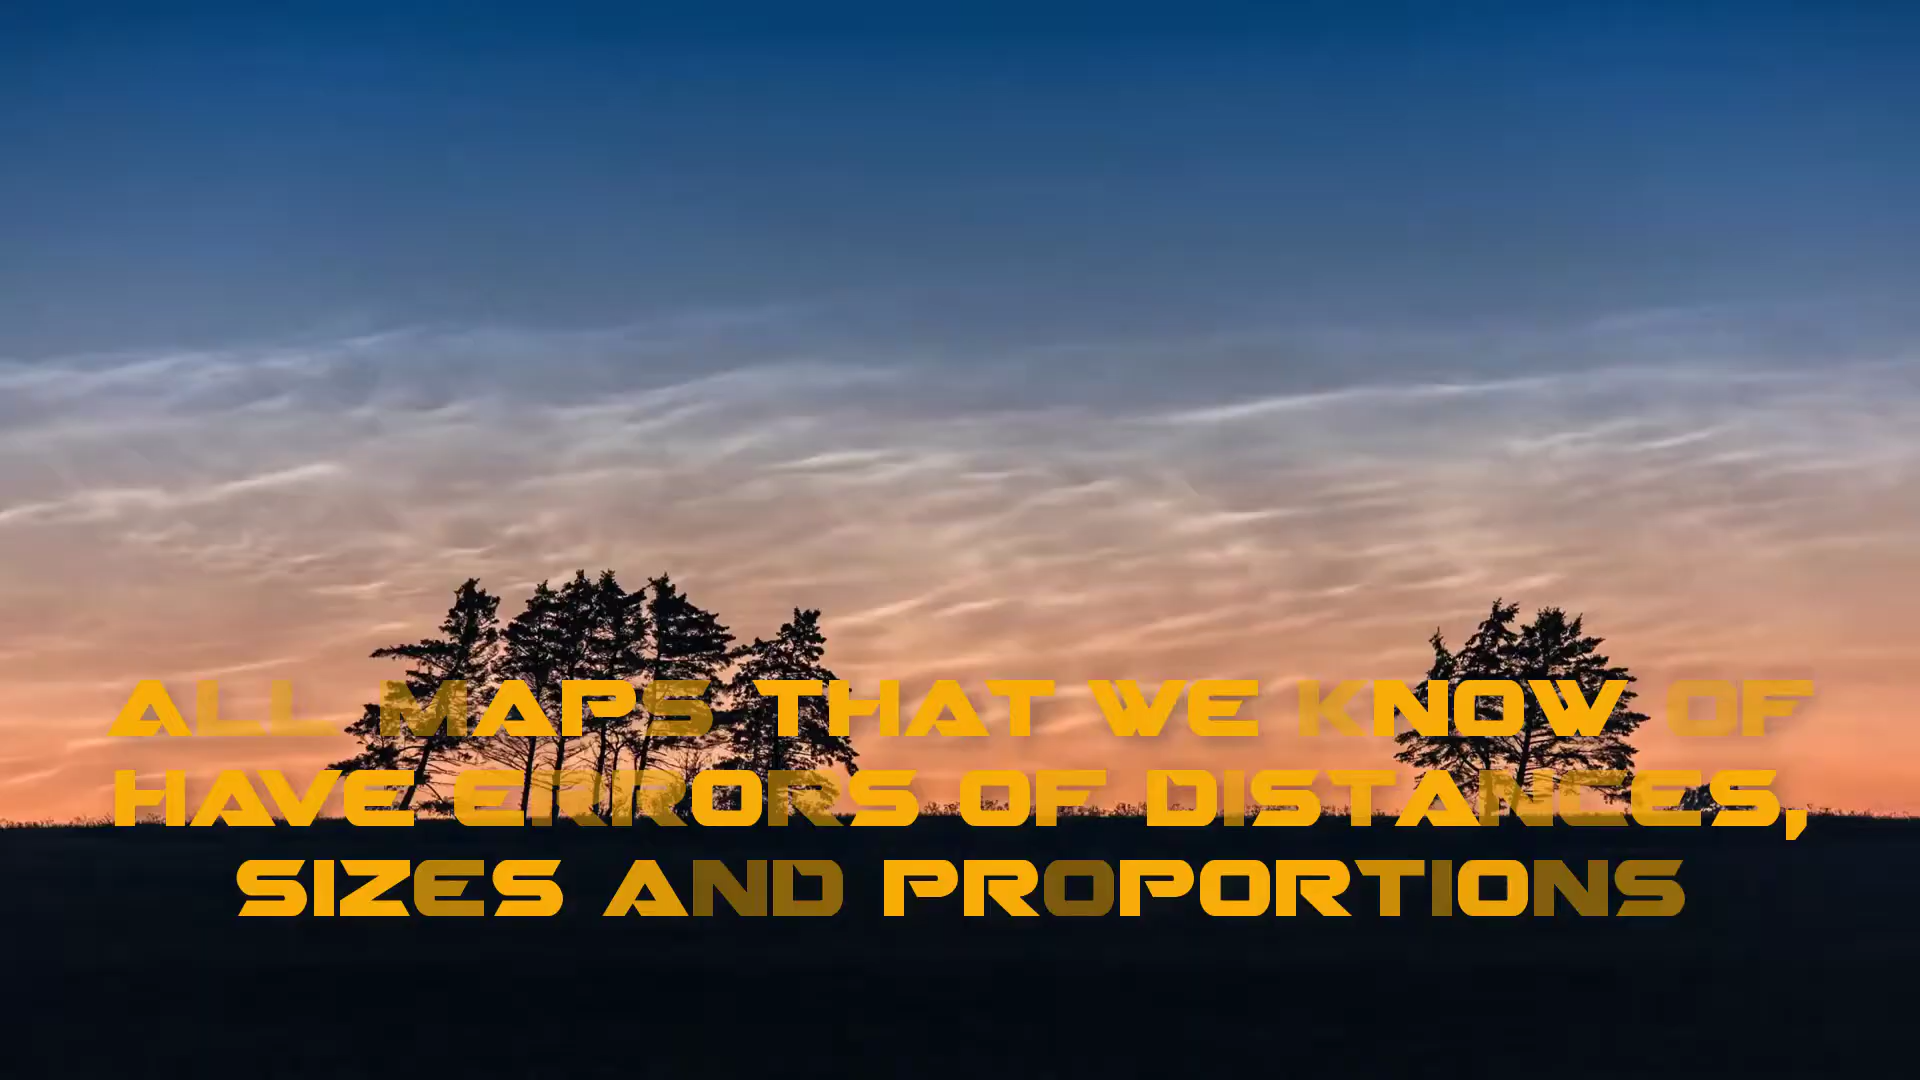 ALL MAPS THAT WE KNOW OF
HAVE ERRORS OF DISTANCES,
SIZES AND PROPORTIONS